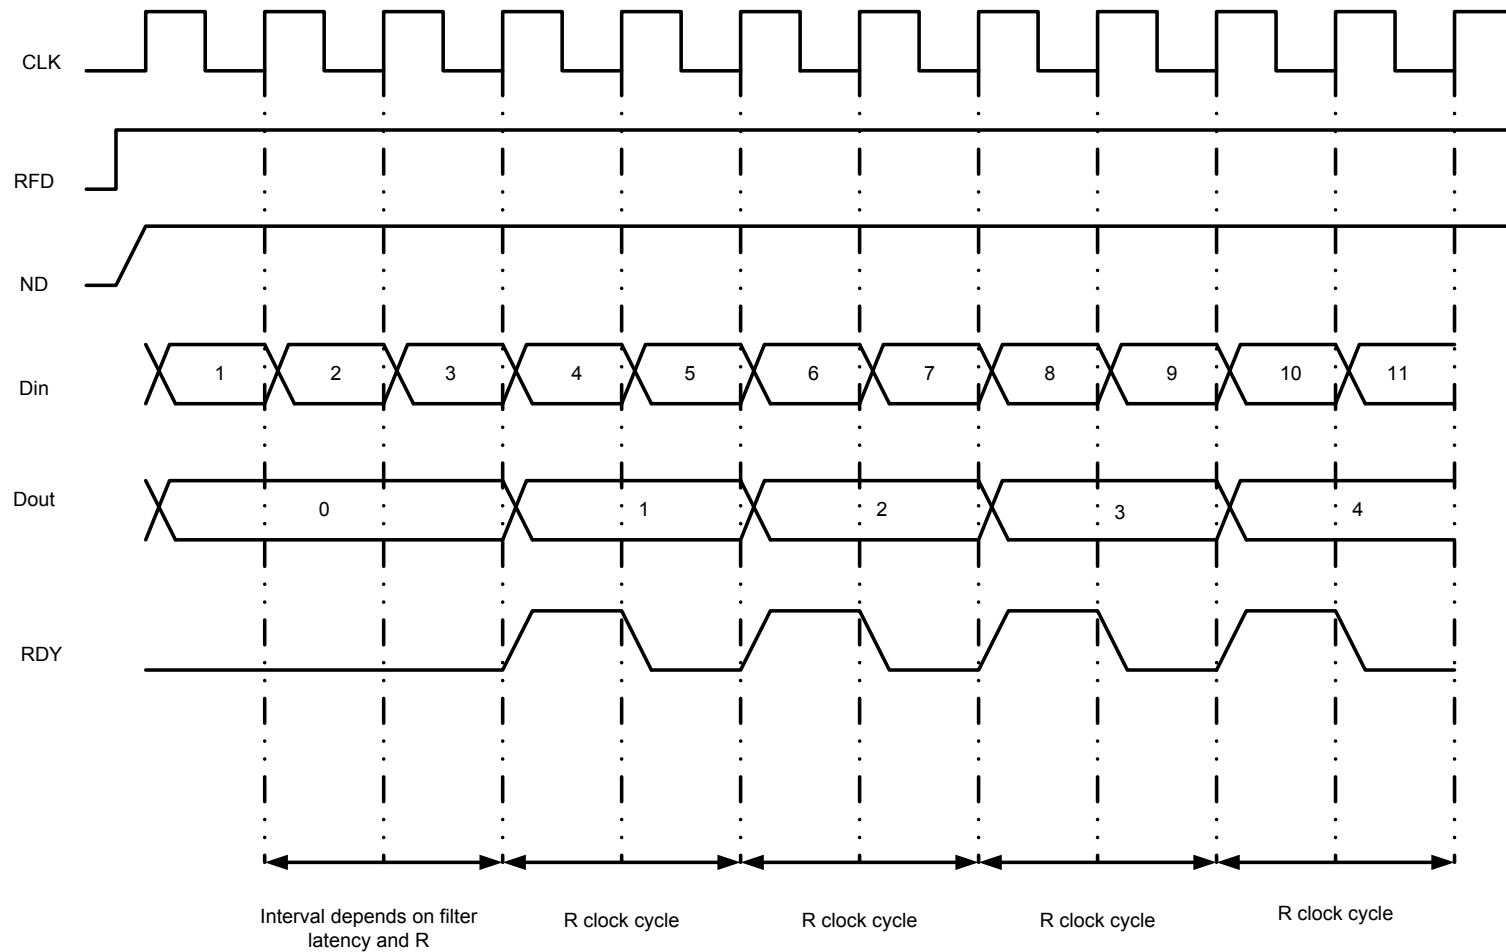 CLK
RFD
ND
Din
1 2 3 4 5 6 7 8 9 10 11
Dout
0 1 2 3 4
RDY
Interval depends on filter
latency and R
R clock cycle
R clock cycle
R clock cycle
R clock cycle